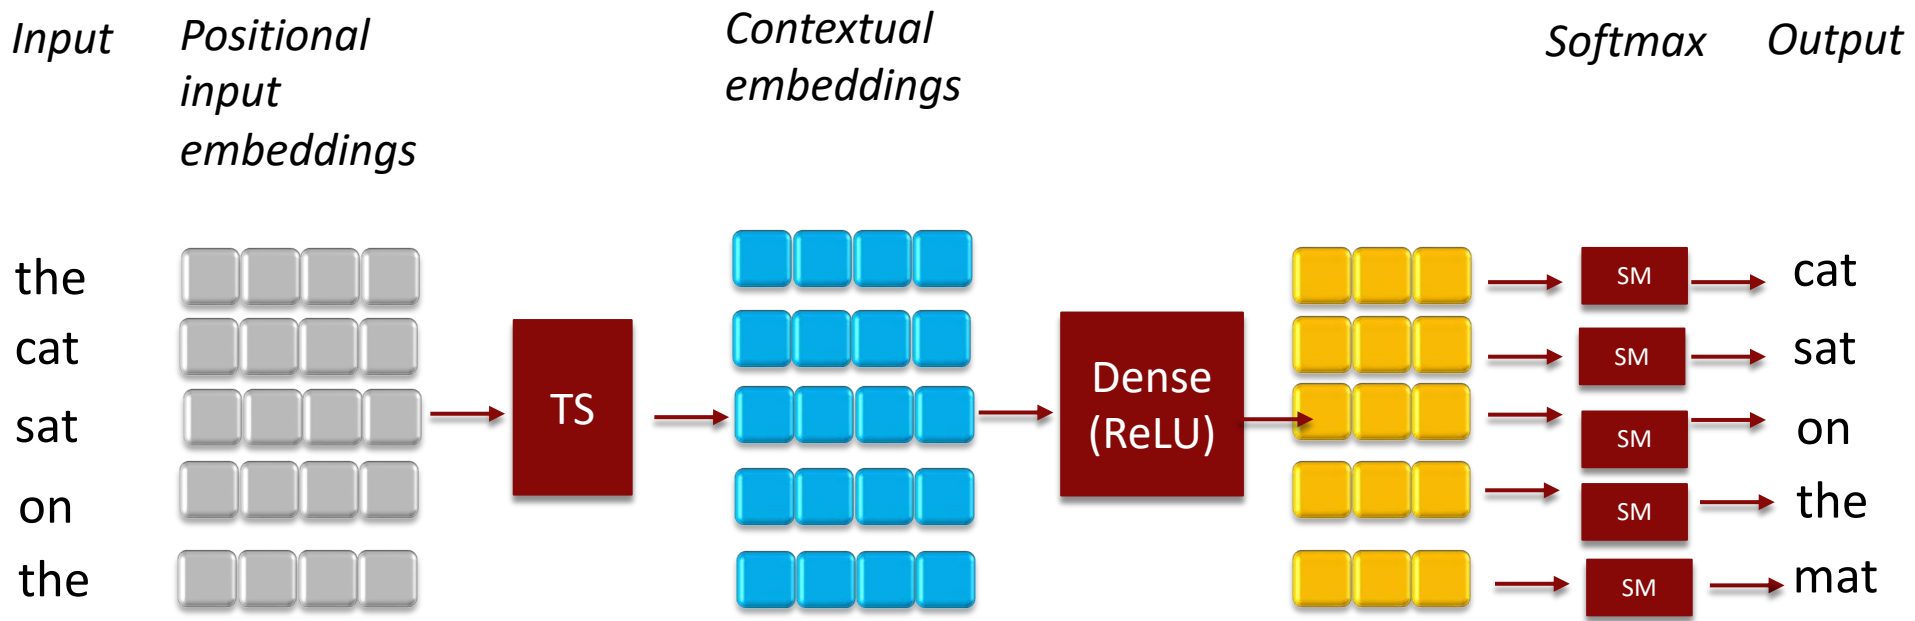 Input
Positional
input
embeddings
Contextual
embeddings
Softmax
Output
the
cat
sat
on
the
TS
Dense
(ReLU)
SM
cat
SM
sat
SM
on
SM
the
SM
mat